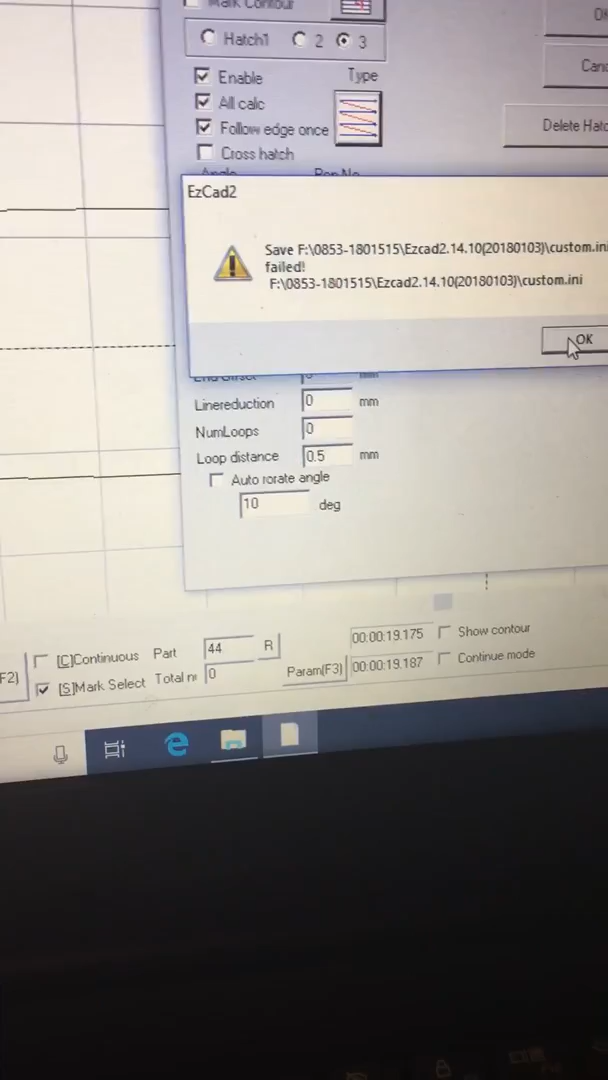 Mark Contour
Hatch1 2 3
Enable Type
All calc
Follow edge once
Cross hatch
Delete
EzCad2
Save F:\0853-1801515\Ezcad2.14.10(20180103)\custom.ini
failed!
F:\0853-1801515\Ezcad2.14.10(20180103)\custom.ini
OK
Linereduction 0 mm
NumLoops 0
Loop distance 0.5 mm
Auto rorate angle
10 deg
F2) [C]Continuous Part 44 R 00:00:19.175 Show contour
[S]Mark Select Total 0 Param(F3) 00:00:19.187 Continue mode